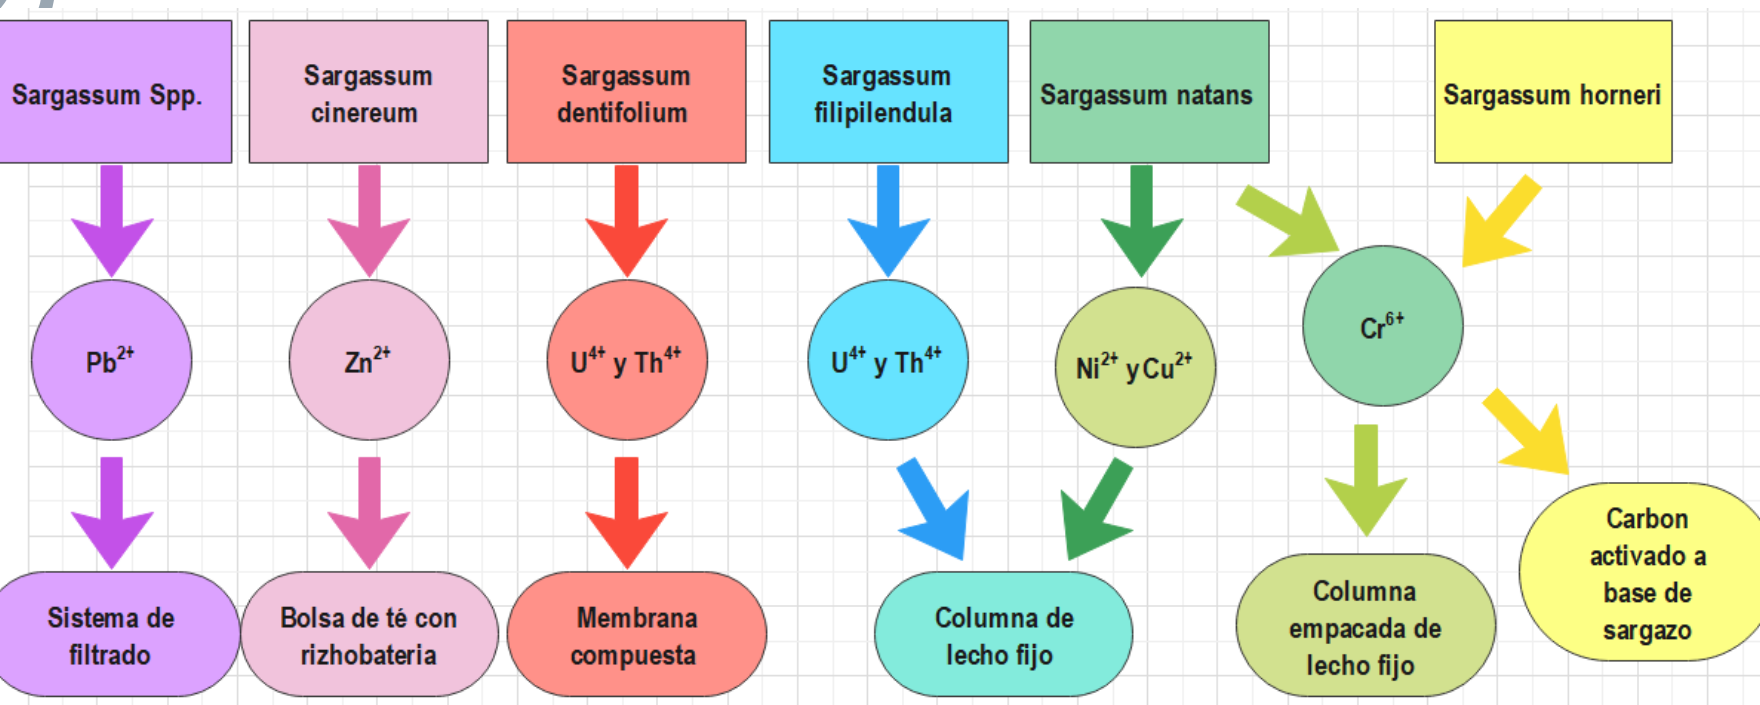 Sargassum Spp.
Sargassum
cinereum
Sargassum
dentifolium
Sargassum
filipilendula
Sargassum natans
Sargassum horneri
Pb²⁺
Zn²⁺
U⁴⁺ y Th⁴⁺
U⁴⁺ y Th⁴⁺
Ni²⁺ y Cu²⁺
Cr⁶⁺
Sistema de
filtrado
Bolsa de té con
rizhobateria
Membrana
compuesta
Columna de
lecho fijo
Columna
empacada de
lecho fijo
Carbon
activado a
base de
sargazo